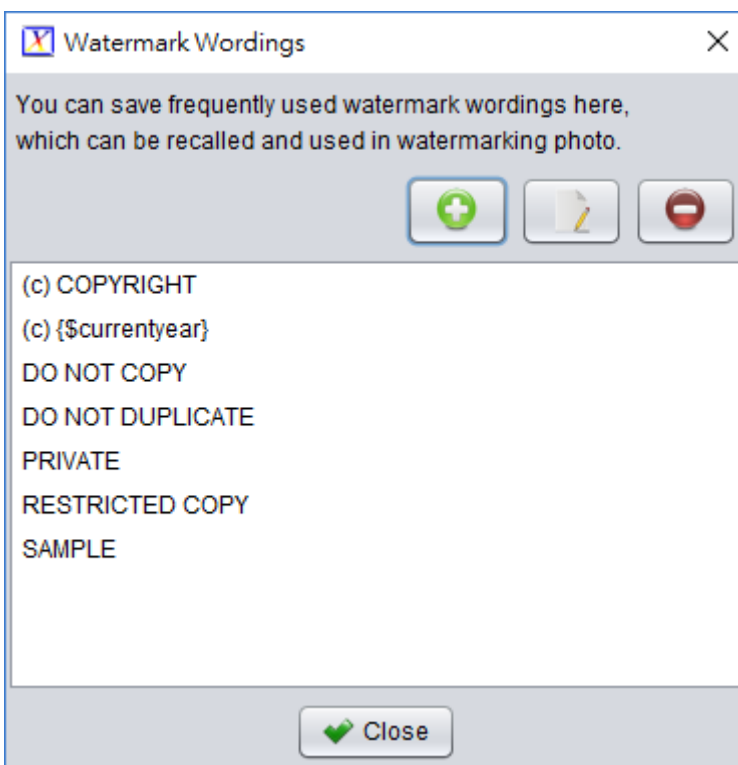 Watermark Wordings
You can save frequently used watermark wordings here,
which can be recalled and used in watermarking photo.
(c) COPYRIGHT
(c) {$currentyear}
DO NOT COPY
DO NOT DUPLICATE
PRIVATE
RESTRICTED COPY
SAMPLE
Close